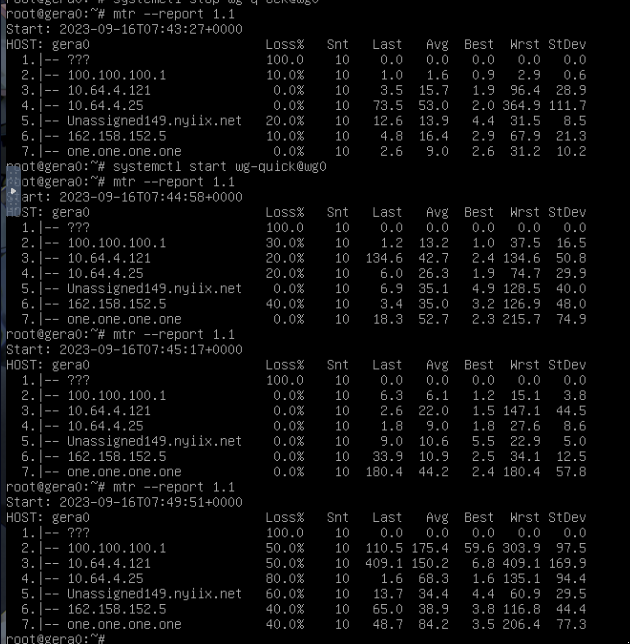 systemctl stop wg-quick@wg0
root@gera0:~# mtr --report 1.1
Start: 2023-09-16T07:43:27+0000
HOST: gera0 Loss% Snt Last Avg Best Wrst StDev
1.|-- ??? 100.0 10 0.0 0.0 0.0 0.0 0.0
2.|-- 100.100.100.1 10.0% 10 1.0 1.6 0.9 2.9 0.6
3.|-- 10.64.4.121 0.0% 10 3.5 15.7 1.9 96.4 28.9
4.|-- 10.64.4.25 0.0% 10 73.5 53.0 2.0 364.9 111.7
5.|-- Unassigned149.nyiix.net 20.0% 10 12.6 13.9 4.4 31.5 8.5
6.|-- 162.158.152.5 10.0% 10 4.8 16.4 2.9 67.9 21.3
7.|-- one.one.one.one 0.0% 10 2.6 9.0 2.6 31.2 10.2
root@gera0:~# systemctl start wg-quick@wg0
root@gera0:~# mtr --report 1.1
art: 2023-09-16T07:44:58+0000
HOST: gera0 Loss% Snt Last Avg Best Wrst StDev
1.|-- ??? 100.0 10 0.0 0.0 0.0 0.0 0.0
2.|-- 100.100.100.1 30.0% 10 1.2 13.2 1.0 37.5 16.5
3.|-- 10.64.4.121 20.0% 10 134.6 42.7 2.4 134.6 50.8
4.|-- 10.64.4.25 20.0% 10 6.0 26.3 1.9 74.7 29.9
5.|-- Unassigned149.nyiix.net 0.0% 10 6.9 35.1 4.9 128.5 40.0
6.|-- 162.158.152.5 40.0% 10 3.4 35.0 3.2 126.9 48.0
7.|-- one.one.one.one 0.0% 10 18.3 52.7 2.3 215.7 74.9
root@gera0:~# mtr --report 1.1
Start: 2023-09-16T07:45:17+0000
HOST: gera0 Loss% Snt Last Avg Best Wrst StDev
1.|-- ??? 100.0 10 0.0 0.0 0.0 0.0 0.0
2.|-- 100.100.100.1 0.0% 10 6.3 6.1 1.2 15.1 3.8
3.|-- 10.64.4.121 0.0% 10 2.6 22.0 1.5 147.1 44.5
4.|-- 10.64.4.25 0.0% 10 1.8 9.0 1.8 27.6 8.6
5.|-- Unassigned149.nyiix.net 0.0% 10 9.0 10.6 5.5 22.9 5.0
6.|-- 162.158.152.5 0.0% 10 33.9 10.9 2.5 34.1 12.5
7.|-- one.one.one.one 0.0% 10 180.4 44.2 2.4 180.4 57.8
root@gera0:~# mtr --report 1.1
Start: 2023-09-16T07:49:51+0000
HOST: gera0 Loss% Snt Last Avg Best Wrst StDev
1.|-- ??? 100.0 10 0.0 0.0 0.0 0.0 0.0
2.|-- 100.100.100.1 50.0% 10 110.5 175.4 59.6 303.9 97.5
3.|-- 10.64.4.121 50.0% 10 409.1 150.2 6.8 409.1 169.9
4.|-- 10.64.4.25 80.0% 10 1.6 68.3 1.6 135.1 94.4
5.|-- Unassigned149.nyiix.net 60.0% 10 13.7 34.4 4.4 60.9 29.5
6.|-- 162.158.152.5 40.0% 10 65.0 38.9 3.8 116.8 44.4
7.|-- one.one.one.one 40.0% 10 48.7 84.2 3.5 206.4 77.3
root@gera0:~#